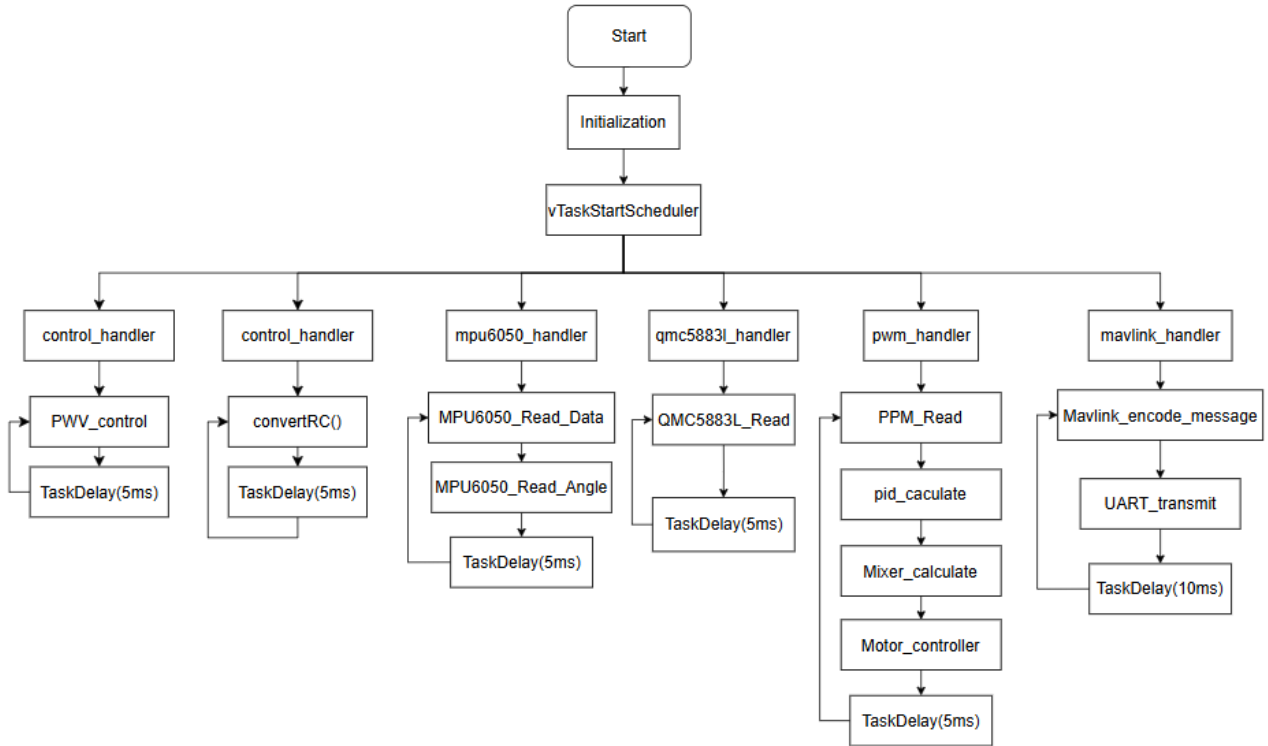 Start
Initialization
vTaskStartScheduler
control_handler
control_handler
mpu6050_handler
qmc5883l_handler
pwm_handler
mavlink_handler
PWV_control
TaskDelay(5ms)
convertRC()
TaskDelay(5ms)
MPU6050_Read_Data
MPU6050_Read_Angle
TaskDelay(5ms)
QMC5883L_Read
TaskDelay(5ms)
PPM_Read
pid_caculate
Mixer_calculate
Motor_controller
TaskDelay(5ms)
Mavlink_encode_message
UART_transmit
TaskDelay(10ms)